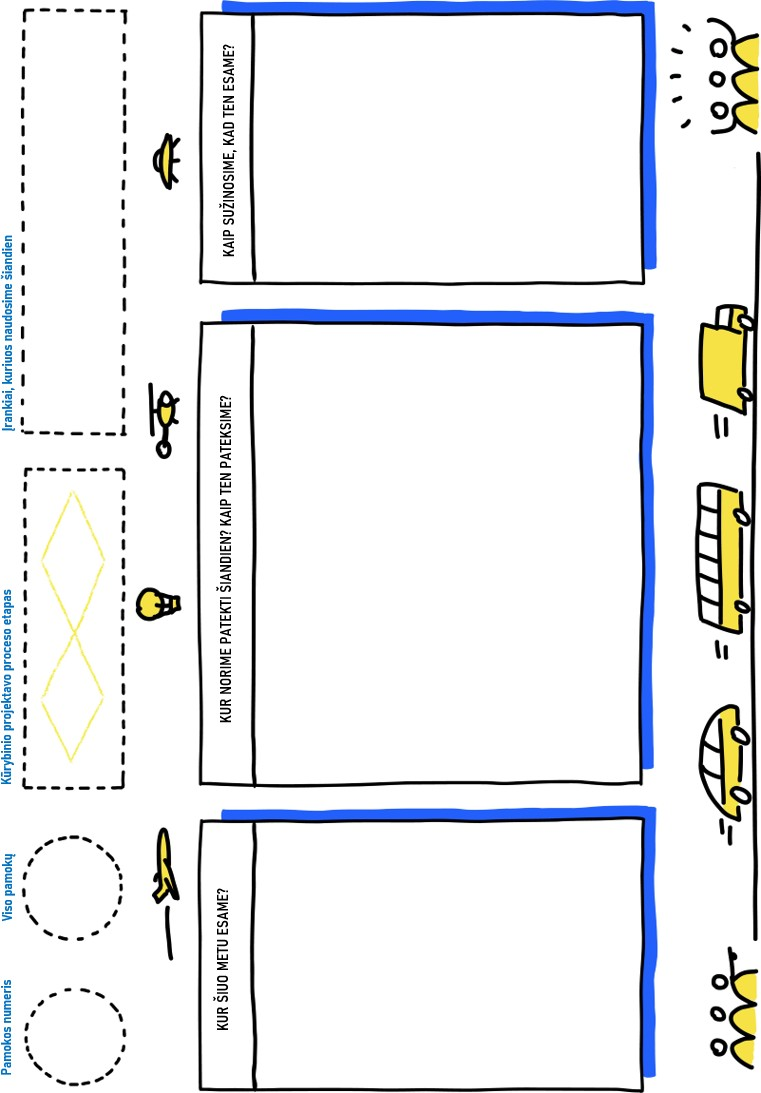 Pamokos numeris
Viso pamokų
Kūrybinio projektavo proceso etapas
Įrankiai, kuriuos naudosime šiandien
KUR ŠIUO METU ESAME?
KUR NORIME PATEKTI ŠIANDIEN? KAIP TEN PATEKSIME?
KAIP SUŽINOSIME, KAD TEN ESAME?